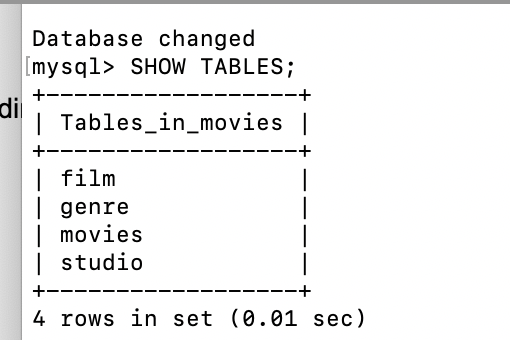 Database changed
[mysql> SHOW TABLES;
+------------------+
| Tables_in_movies |
+------------------+
| film             |
| genre            |
| movies           |
| studio           |
+------------------+
4 rows in set (0.01 sec)